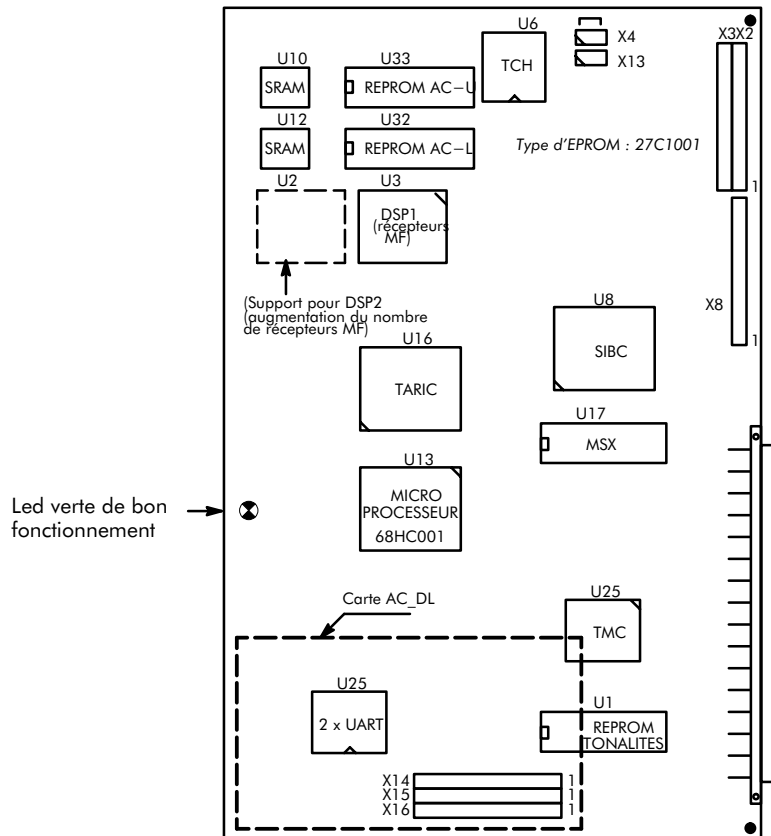 U6
X4
X3X2
X13
TCH
U10
U33
SRAM
REPROM AC–U
U12
U32
SRAM
REPROM AC–L
Type d'EPROM : 27C1001
U2
U3
1
DSP1
(récepteurs
MF)
(Support pour DSP2
(augmentation du nombre
de récepteurs MF)
U8
X8
U16
SIBC
1
TARIC
U17
MSX
U13
MICRO
PROCESSEUR
68HC001
Led verte de bon
fonctionnement
Carte AC_DL
U25
TMC
U25
2 x UART
U1
REPROM
TONALITES
X14
1
X15
X16
1